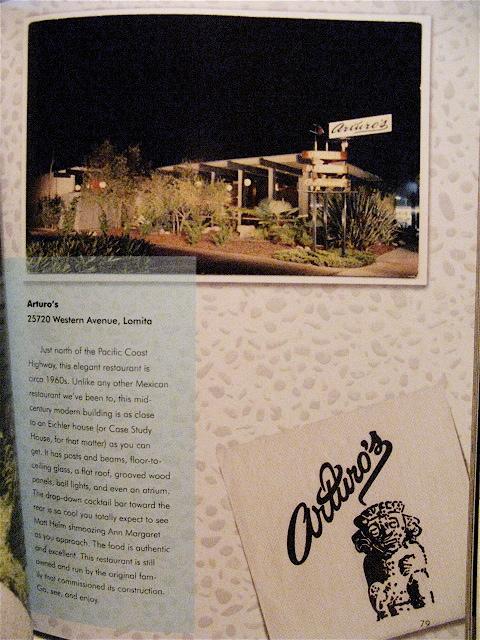 Arturo's
Arturo's
25720 Western Avenue, Lomita
Just north of the Pacific Coast
Highway, this elegant restaurant is
circa 1960s. Unlike any other Mexican
restaurant we've been to, this mid-
century modern building is as close
to an Eichler house (or Case Study
House, for that matter) as you can
get. It has posts and beams, floor-to-
ceiling glass, a flat roof, grooved wood
panels, ball lights, and even an atrium.
The drop-down cocktail bar toward the
rear is so cool you totally expect to see
Matt Helm shmoozing Ann Margaret
as you approach. The food is authentic
and excellent. This restaurant is still
owned and run by the original fam-
ily that commissioned its construction.
Go, see, and enjoy.
Arturo's
79